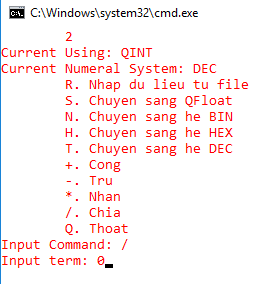 C:\Windows\system32\cmd.exe
2
Current Using: QINT
Current Numeral System: DEC
R. Nhap du lieu tu file
S. Chuyen sang QFloat
N. Chuyen sang he BIN
H. Chuyen sang he HEX
T. Chuyen sang he DEC
+. Cong
-. Tru
*. Nhan
/. Chia
Q. Thoat
Input Command: /
Input term: 0